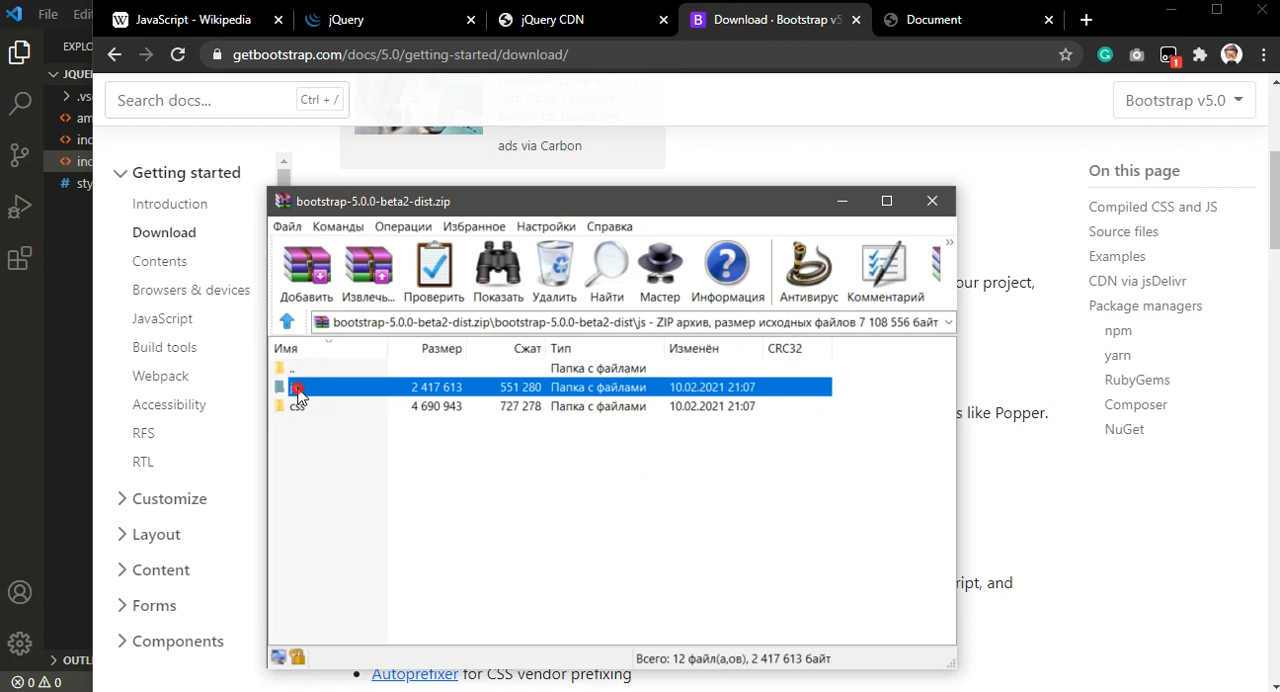 File Edit
JavaScript - Wikipedia
jQuery
jQuery CDN
Download · Bootstrap v5
Document
EXPLO
getbootstrap.com/docs/5.0/getting-started/download/
1
JQUE
.vs
am
ind
ind
# sty
Search docs...
Ctrl + /
Bootstrap v5.0
ads via Carbon
Getting started
Introduction
Download
Contents
Browsers & devices
JavaScript
Build tools
Webpack
Accessibility
RFS
RTL
Customize
Layout
Content
Forms
Components
bootstrap-5.0.0-beta2-dist.zip
Файл Команды Операции Избранное Настройки Справка
Добавить Извлечь... Проверить Показать Удалить Найти Мастер Информация Антивирус Комментарий
bootstrap-5.0.0-beta2-dist.zip\bootstrap-5.0.0-beta2-dist\js - ZIP архив, размер исходных файлов 7 108 556 байт
Имя Размер Сжат Тип Изменён CRC32
.. Папка с файлами
2 417 613 551 280 Папка с файлами 10.02.2021 21:07
css 4 690 943 727 278 Папка с файлами 10.02.2021 21:07
Всего: 12 файл(а,ов), 2 417 613 байт
our project,
s like Popper.
ript, and
Autoprefixer for CSS vendor prefixing
On this page
Compiled CSS and JS
Source files
Examples
CDN via jsDelivr
Package managers
npm
yarn
RubyGems
Composer
NuGet
OUTL
0 0